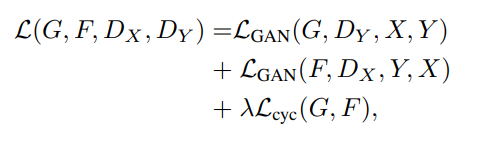 ℒ(G, F, D_X, D_Y) =ℒ_GAN(G, D_Y, X, Y)
+ ℒ_GAN(F, D_X, Y, X)
+ λℒ_cyc(G, F),